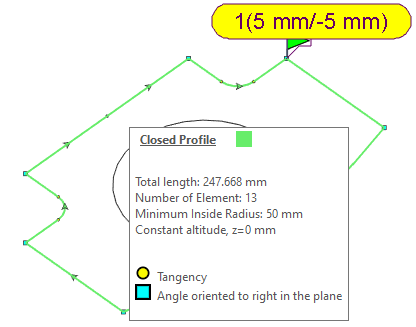 1(5 mm/-5 mm)
Closed Profile
Total length: 247.668 mm
Number of Element: 13
Minimum Inside Radius: 50 mm
Constant altitude, z=0 mm
Tangency
Angle oriented to right in the plane